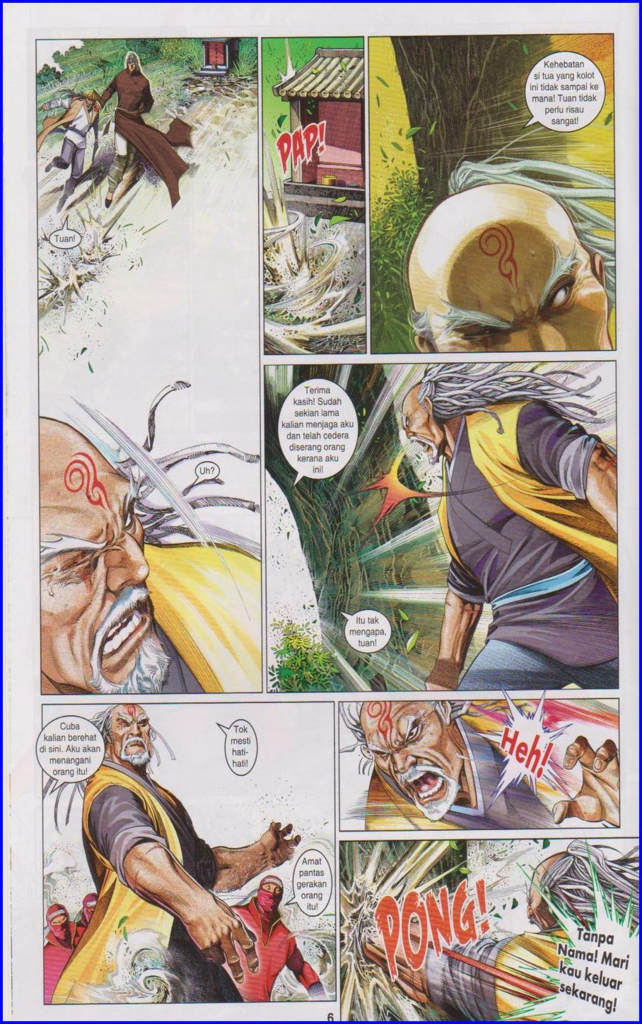 Tuan!
PAP!
Kehebatan
si tua yang kolot
ini tidak sampai ke
mana! Tuan tidak
perlu risau
sangat!
Uh?
Terima
kasih! Sudah
sekian lama
kalian menjaga aku
dan telah cedera
diserang orang
kerana aku
ini!
Itu tak
mengapa,
tuan!
Cuba
kalian berehat
di sini. Aku akan
menangani
orang itu!
Tok
mesti
hati-
hati!
Amat
pantas
gerakan
orang
itu!
Heh!
PONG!
Tanpa
Nama! Mari
kau keluar
sekarang!
6